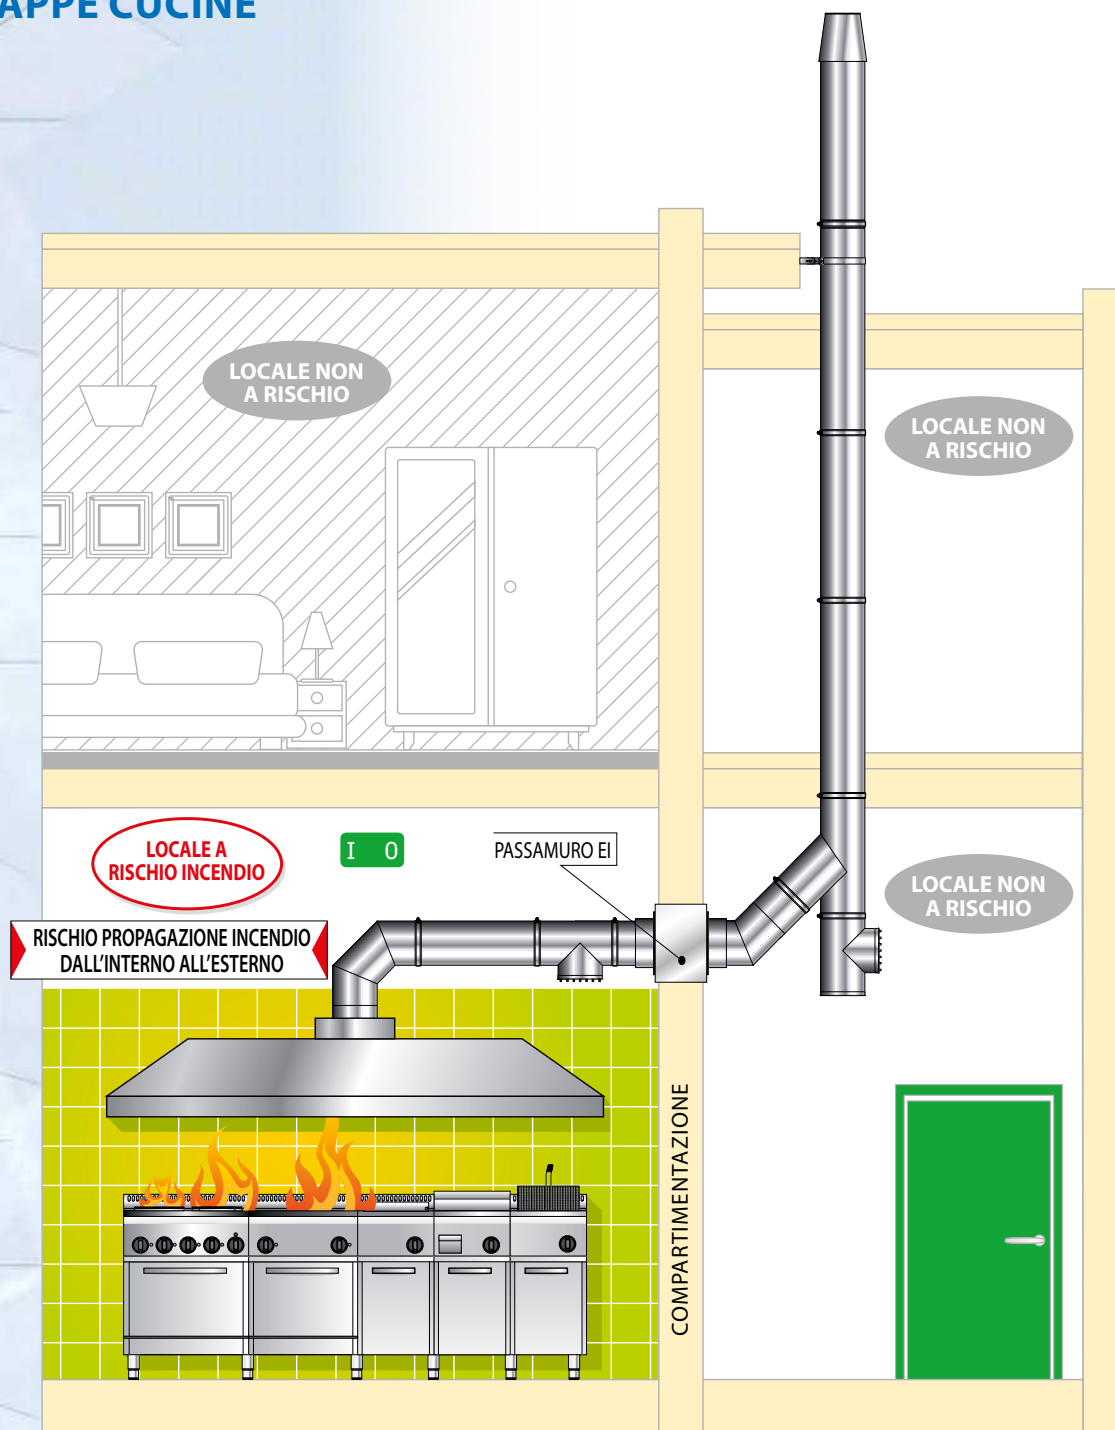 APPE CUCINE
LOCALE NON
A RISCHIO
LOCALE NON
A RISCHIO
LOCALE A
RISCHIO INCENDIO
I O
PASSAMURO EI
LOCALE NON
A RISCHIO
RISCHIO PROPAGAZIONE INCENDIO
DALL'INTERNO ALL'ESTERNO
COMPARTIMENTAZIONE